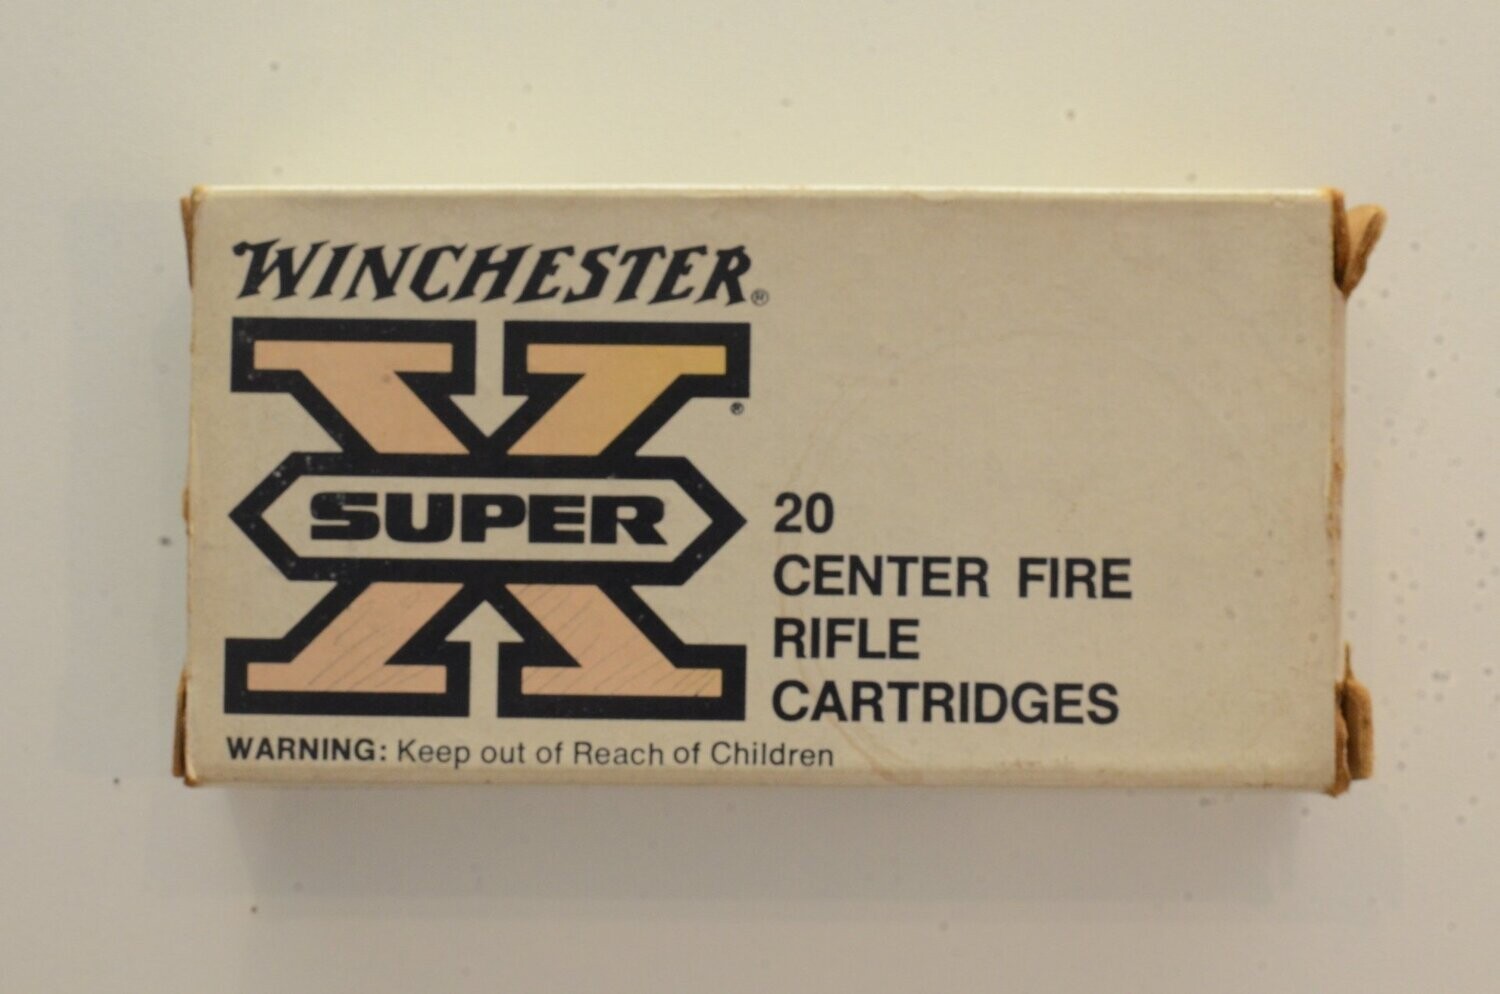 WINCHESTER®
®
SUPER
20
CENTER FIRE
RIFLE
CARTRIDGES
WARNING: Keep out of Reach of Children